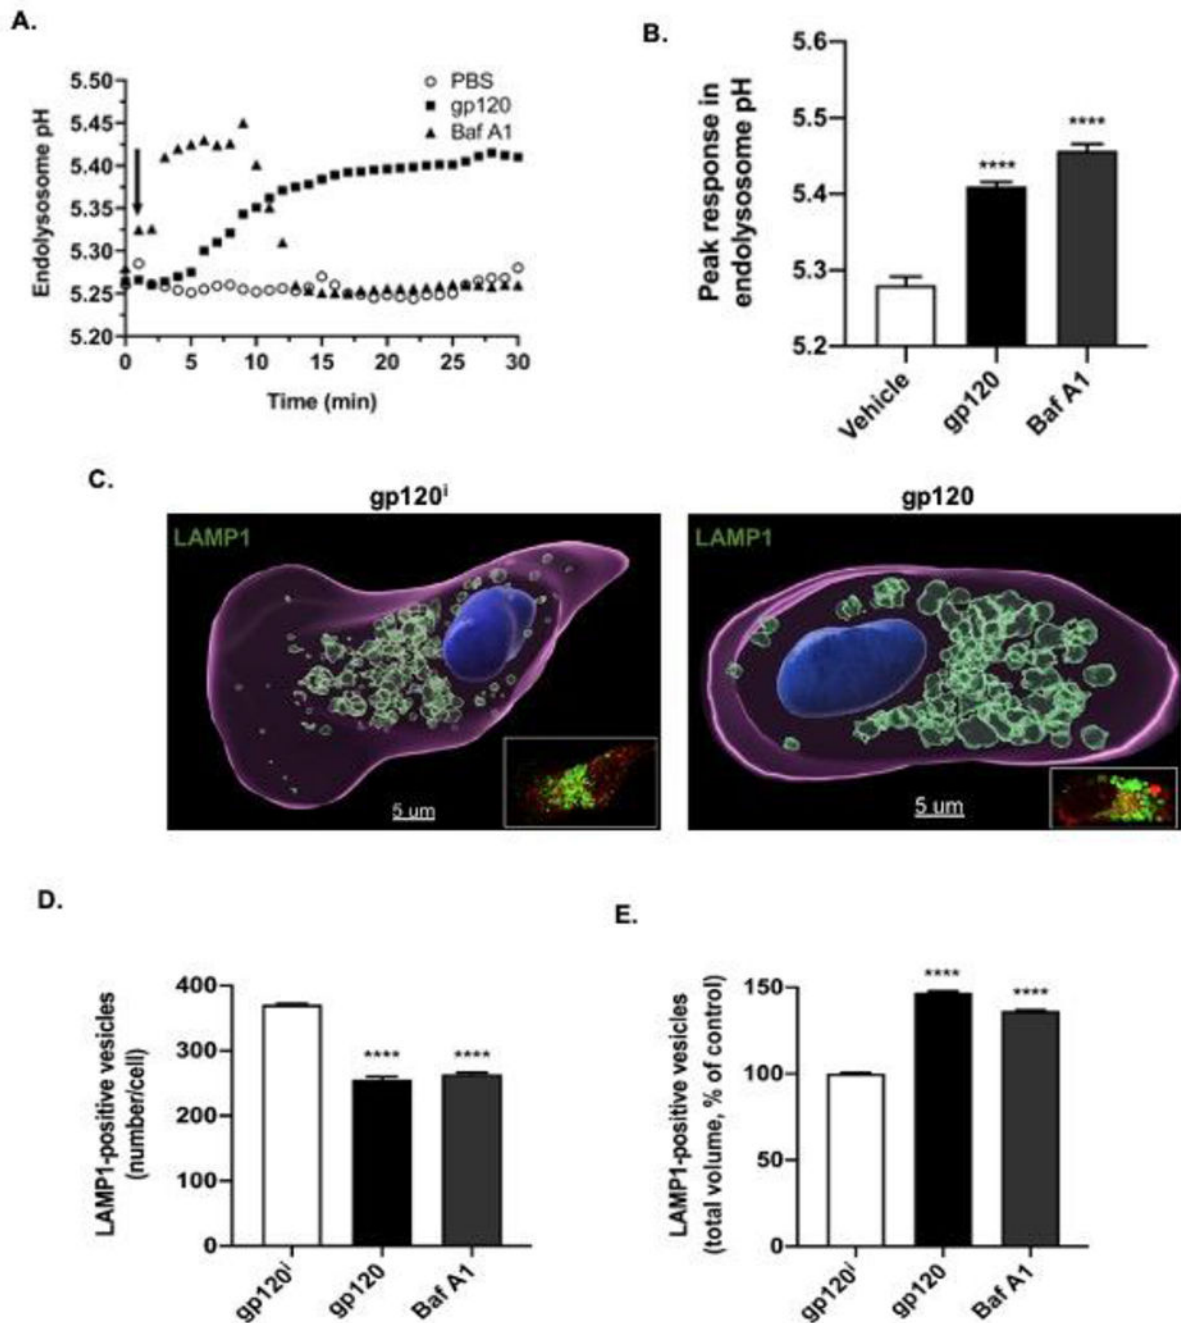 A.
5.50
5.45
5.40
5.35
5.30
5.25
5.20
Endolysosome pH
PBS
gp120
Baf A1
0 5 10 15 20 25 30
Time (min)
B.
5.6
5.5
5.4
5.3
5.2
Peak response in
endolysosome pH
****
****
Vehicle
gp120
Baf A1
C.
gp120ⁱ
LAMP1
5 um
gp120
LAMP1
5 um
D.
400
300
200
100
0
LAMP1-positive vesicles
(number/cell)
**** ****
gp120ⁱ
gp120
Baf A1
E.
150
100
50
0
LAMP1-positive vesicles
(total volume, % of control)
****
****
gp120ⁱ
gp120
Baf A1